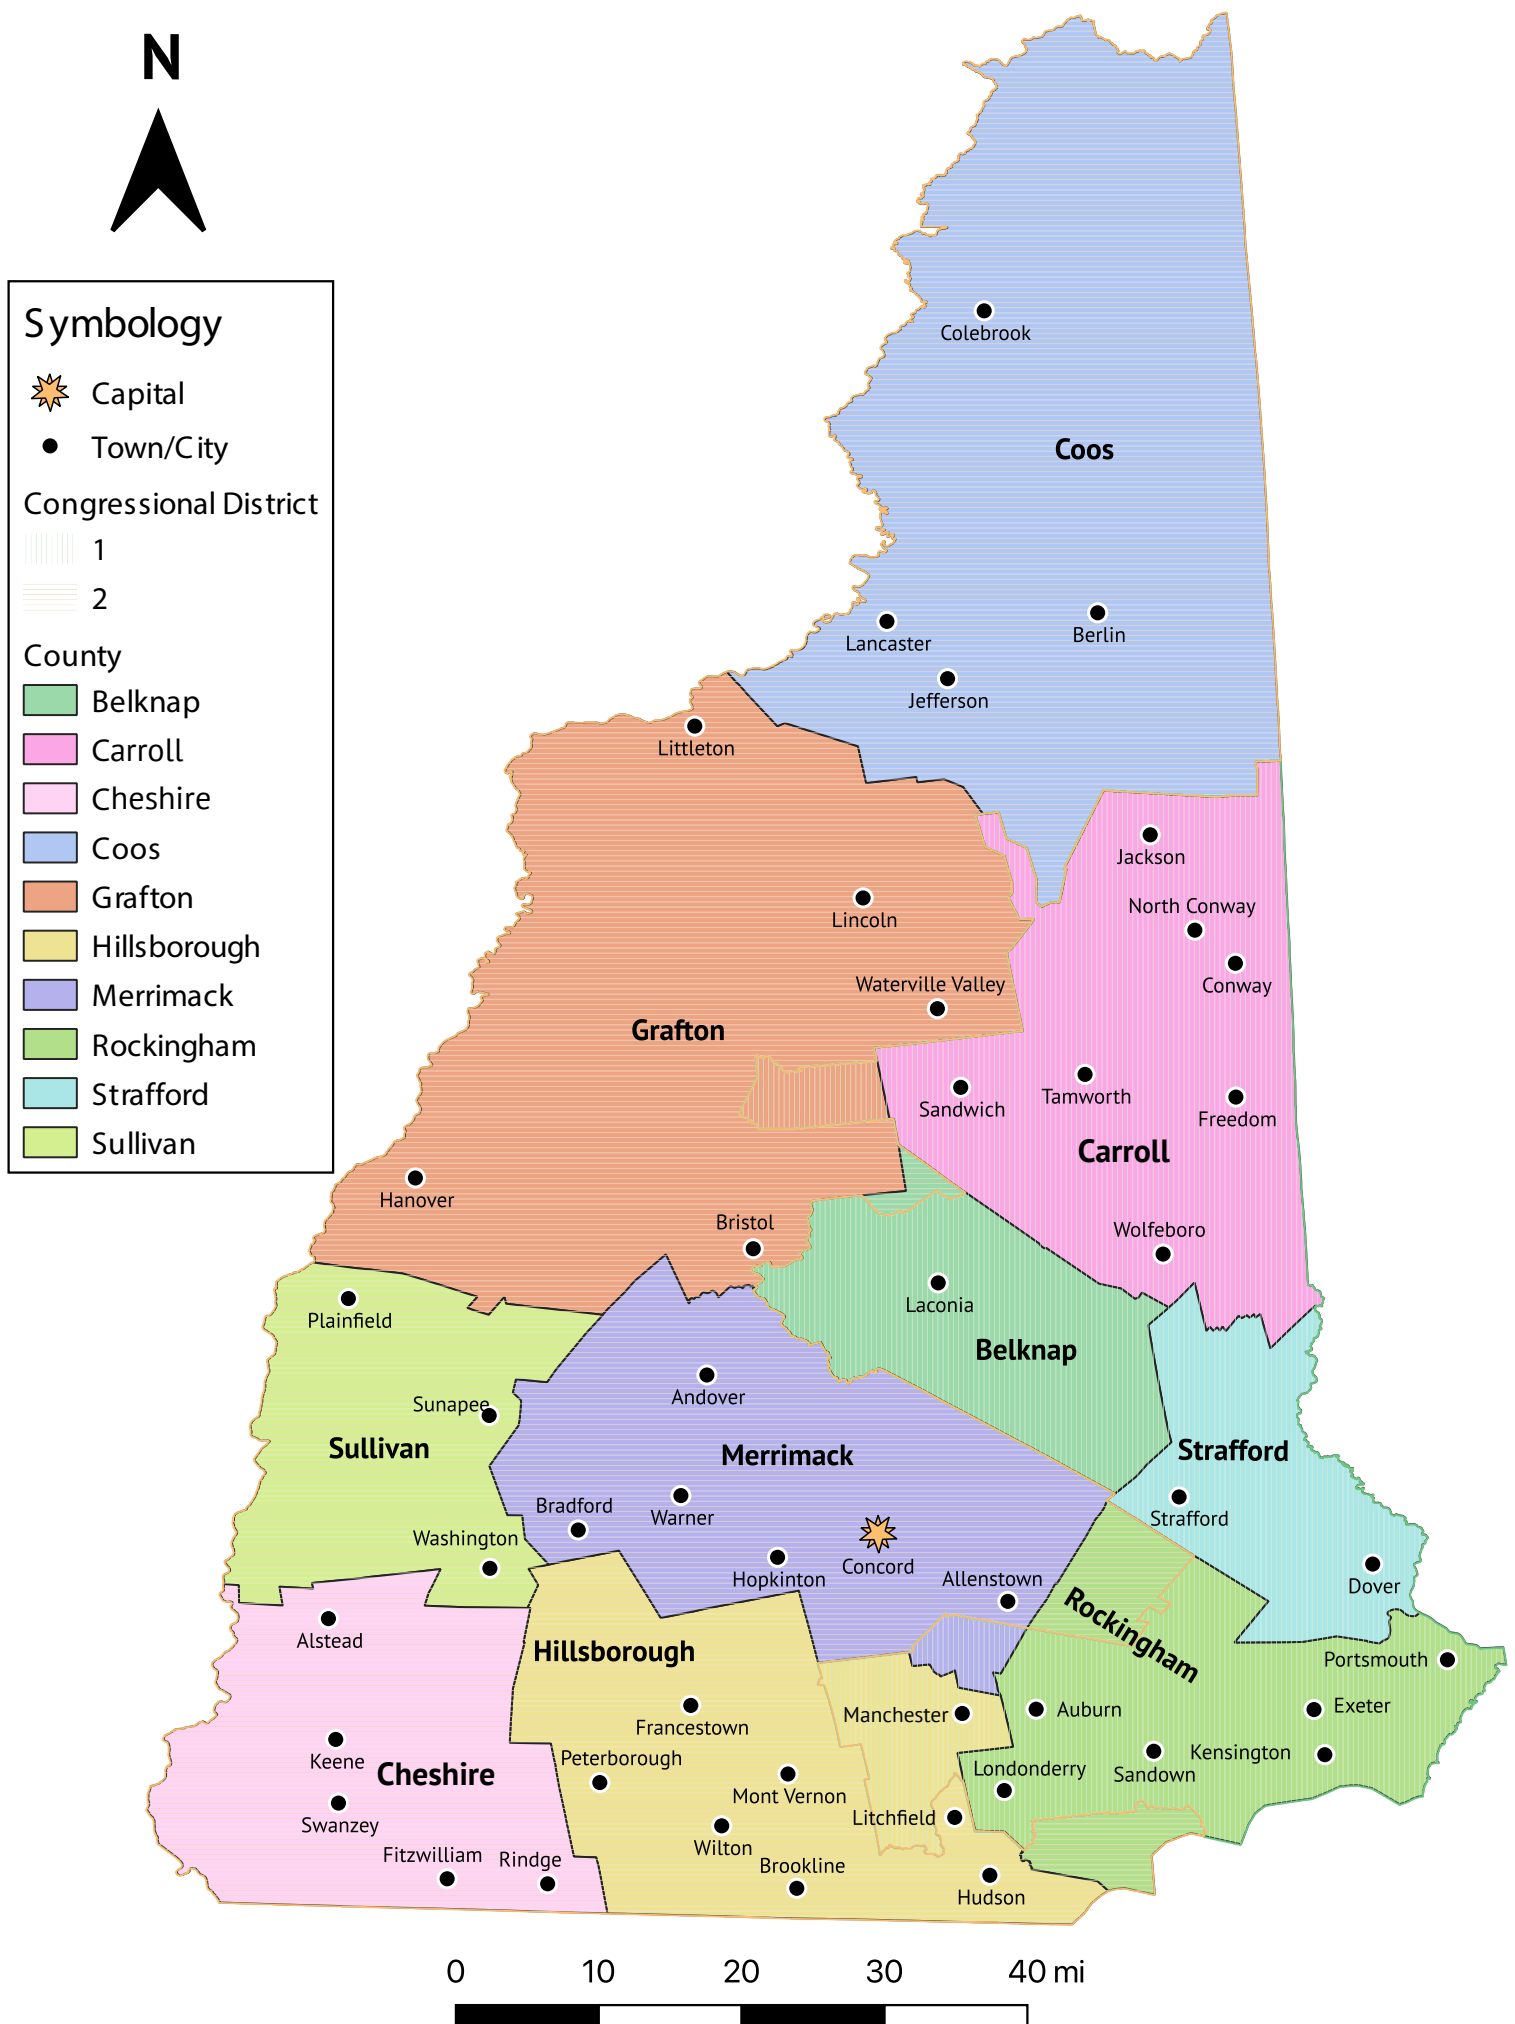 N
Symbology
Capital
Town/City
Congressional District
1
2
County
Belknap
Carroll
Cheshire
Coos
Grafton
Hillsborough
Merrimack
Rockingham
Strafford
Sullivan
Colebrook
Coos
Berlin
Lancaster
Jefferson
Littleton
Jackson
North Conway
Lincoln
Conway
Waterville Valley
Grafton
Tamworth
Sandwich
Freedom
Carroll
Hanover
Bristol
Wolfeboro
Laconia
Plainfield
Belknap
Andover
Sunapee
Sullivan
Merrimack
Strafford
Bradford
Warner
Strafford
Washington
Concord
Hopkinton
Allenstown
Dover
Rockingham
Alstead
Hillsborough
Portsmouth
Francestown
Manchester
Auburn
Exeter
Keene
Cheshire
Peterborough
Londonderry
Sandown
Kensington
Mont Vernon
Swanzey
Litchfield
Wilton
Fitzwilliam
Rindge
Brookline
Hudson
0 10 20 30 40 mi